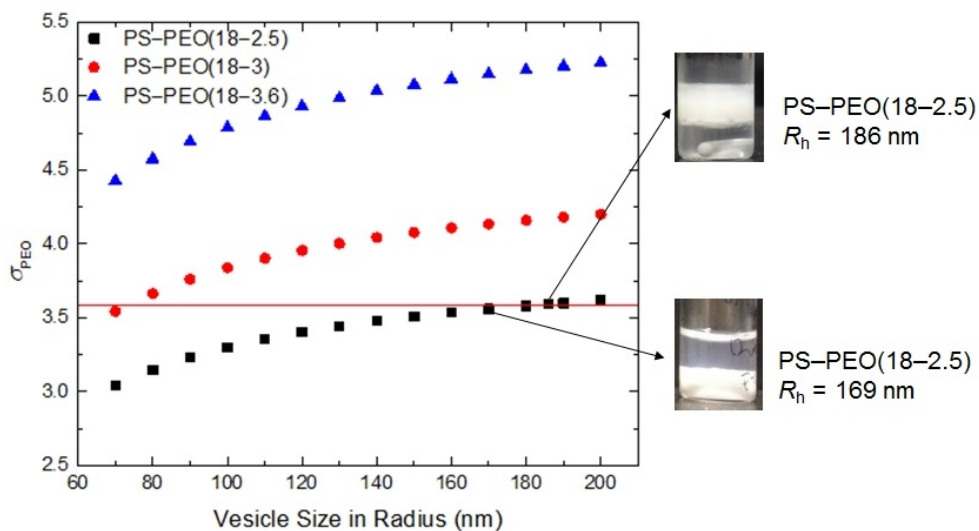 5.5
5.0
4.5
4.0
3.5
3.0
2.5
σPEO
PS–PEO(18–2.5)
PS–PEO(18–3)
PS–PEO(18–3.6)
60 80 100 120 140 160 180 200
Vesicle Size in Radius (nm)
PS–PEO(18–2.5)
Rh = 186 nm
PS–PEO(18–2.5)
Rh = 169 nm